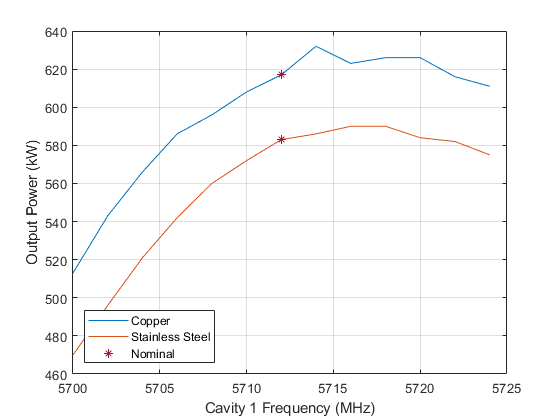 640
620
600
580
560
540
520
500
480
460
Output Power (kW)
Copper
Stainless Steel
Nominal
5700 5705 5710 5715 5720 5725
Cavity 1 Frequency (MHz)